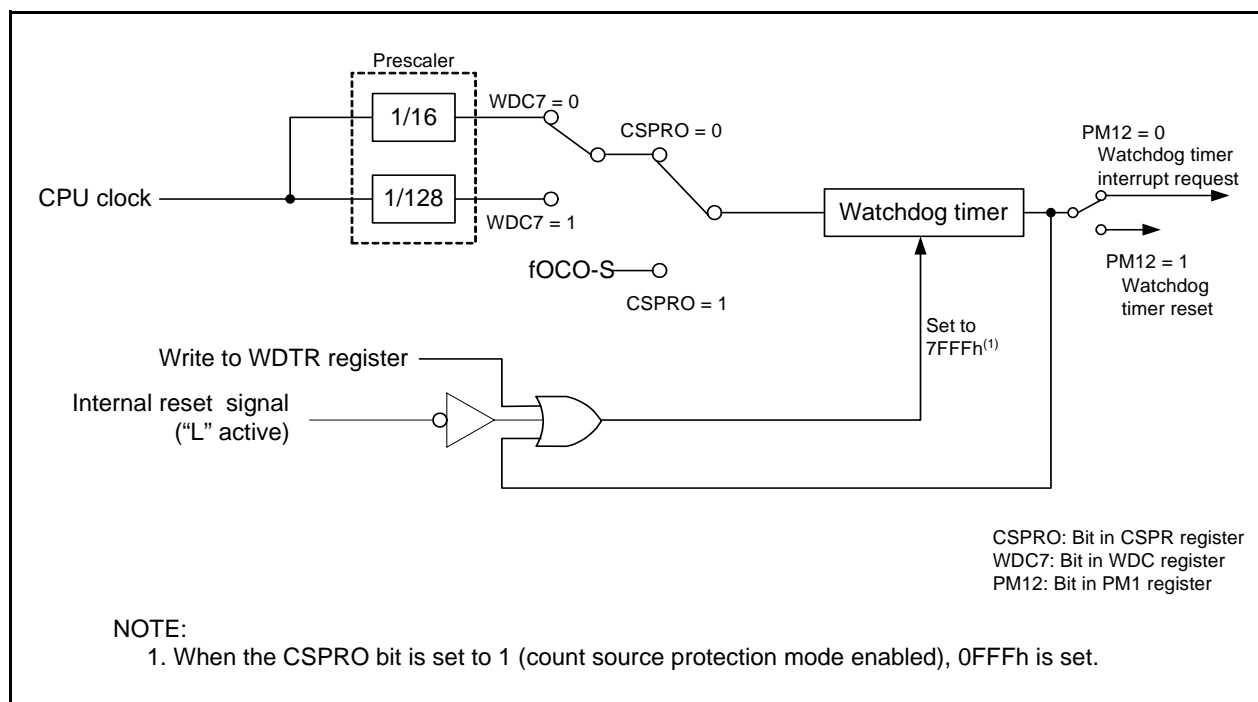 Prescaler
1/16
WDC7 = 0
CSPRO = 0
PM12 = 0
Watchdog timer
interrupt request
CPU clock
1/128
WDC7 = 1
Watchdog timer
fOCO-S
CSPRO = 1
PM12 = 1
Watchdog
timer reset
Set to
7FFFh(1)
Write to WDTR register
Internal reset signal
(“L” active)
CSPRO: Bit in CSPR register
WDC7: Bit in WDC register
PM12: Bit in PM1 register
NOTE:
1. When the CSPRO bit is set to 1 (count source protection mode enabled), 0FFFh is set.